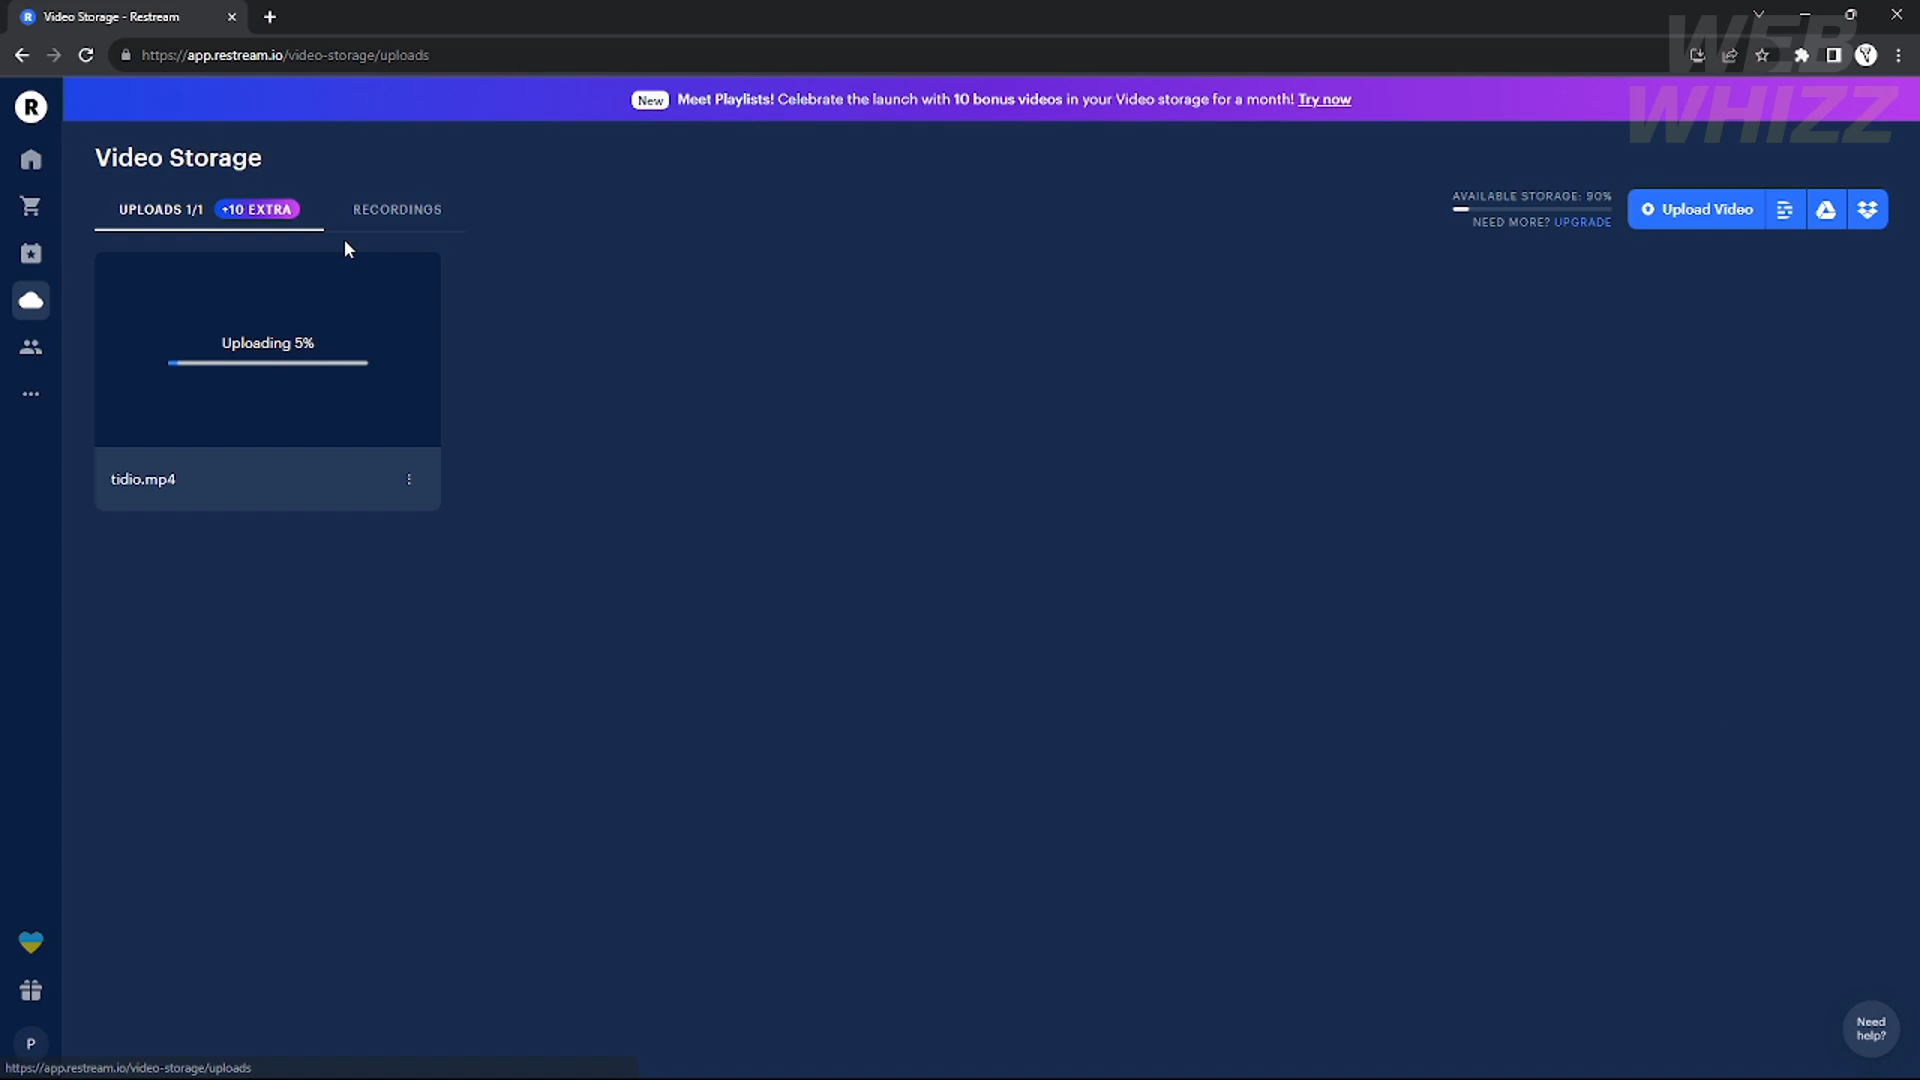 Video Storage - Restream
https://app.restream.io/video-storage/uploads
WEB
WHIZZ
R
New Meet Playlists! Celebrate the launch with 10 bonus videos in your Video storage for a month! Try now
Video Storage
UPLOADS 1/1 +10 EXTRA RECORDINGS
AVAILABLE STORAGE: 90%
NEED MORE? UPGRADE
Upload Video
Uploading 5%
tidio.mp4
P
Need
help?
https://app.restream.io/video-storage/uploads